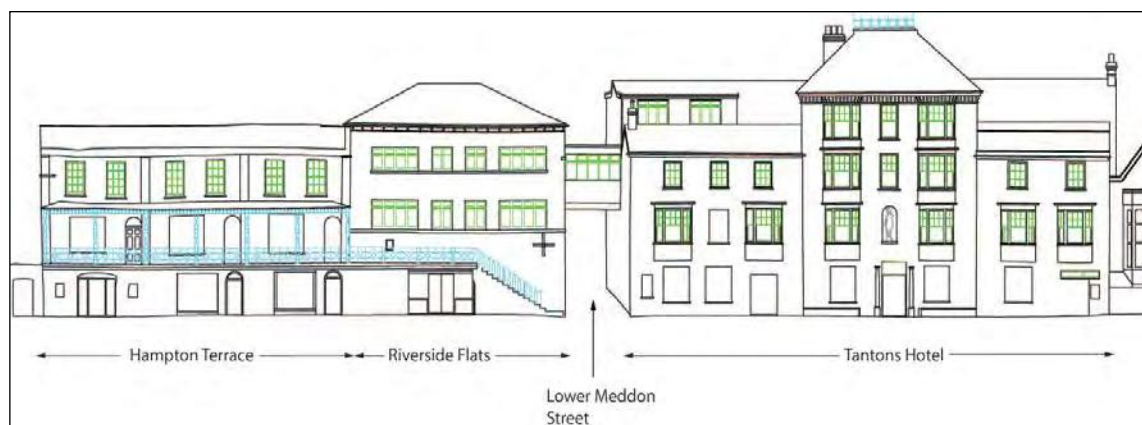 Hampton Terrace
Riverside Flats
Tantons Hotel
Lower Meddon
Street